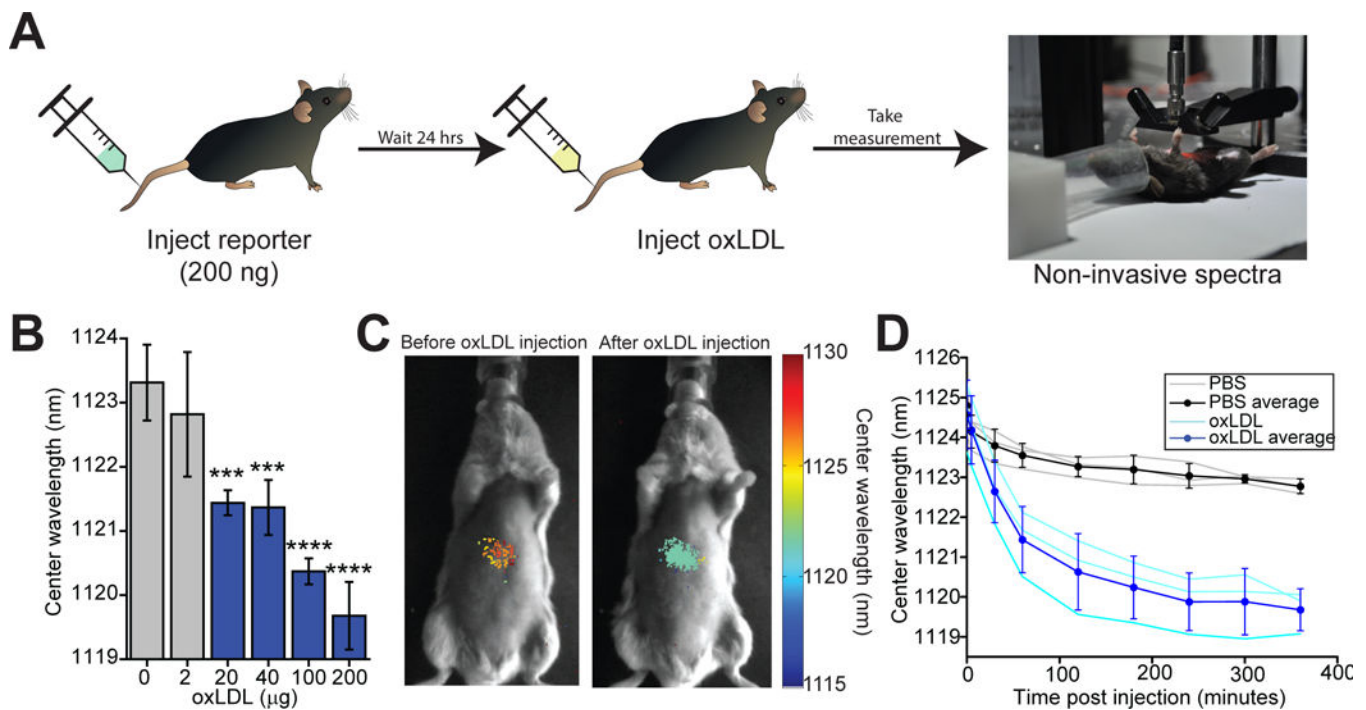 A
Wait 24 hrs
Take
measurement
Inject reporter
(200 ng)
Inject oxLDL
Non-invasive spectra
B
Center wavelength (nm)
1124
1123
1122
1121
1120
1119
***
***
****
****
0
2
20
40
100
200
oxLDL (μg)
C
Before oxLDL injection
After oxLDL injection
1130
1125
1120
1115
Center wavelength (nm)
D
Center wavelength (nm)
1126
1125
1124
1123
1122
1121
1120
1119
PBS
PBS average
oxLDL
oxLDL average
0
100
200
300
400
Time post injection (minutes)